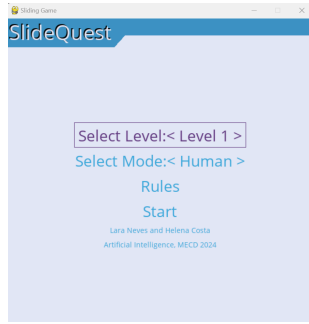 Sliding Game
SlideQuest
Select Level:< Level 1 >
Select Mode:< Human >
Rules
Start
Lara Neves and Helena Costa
Artificial Intelligence, MECD 2024